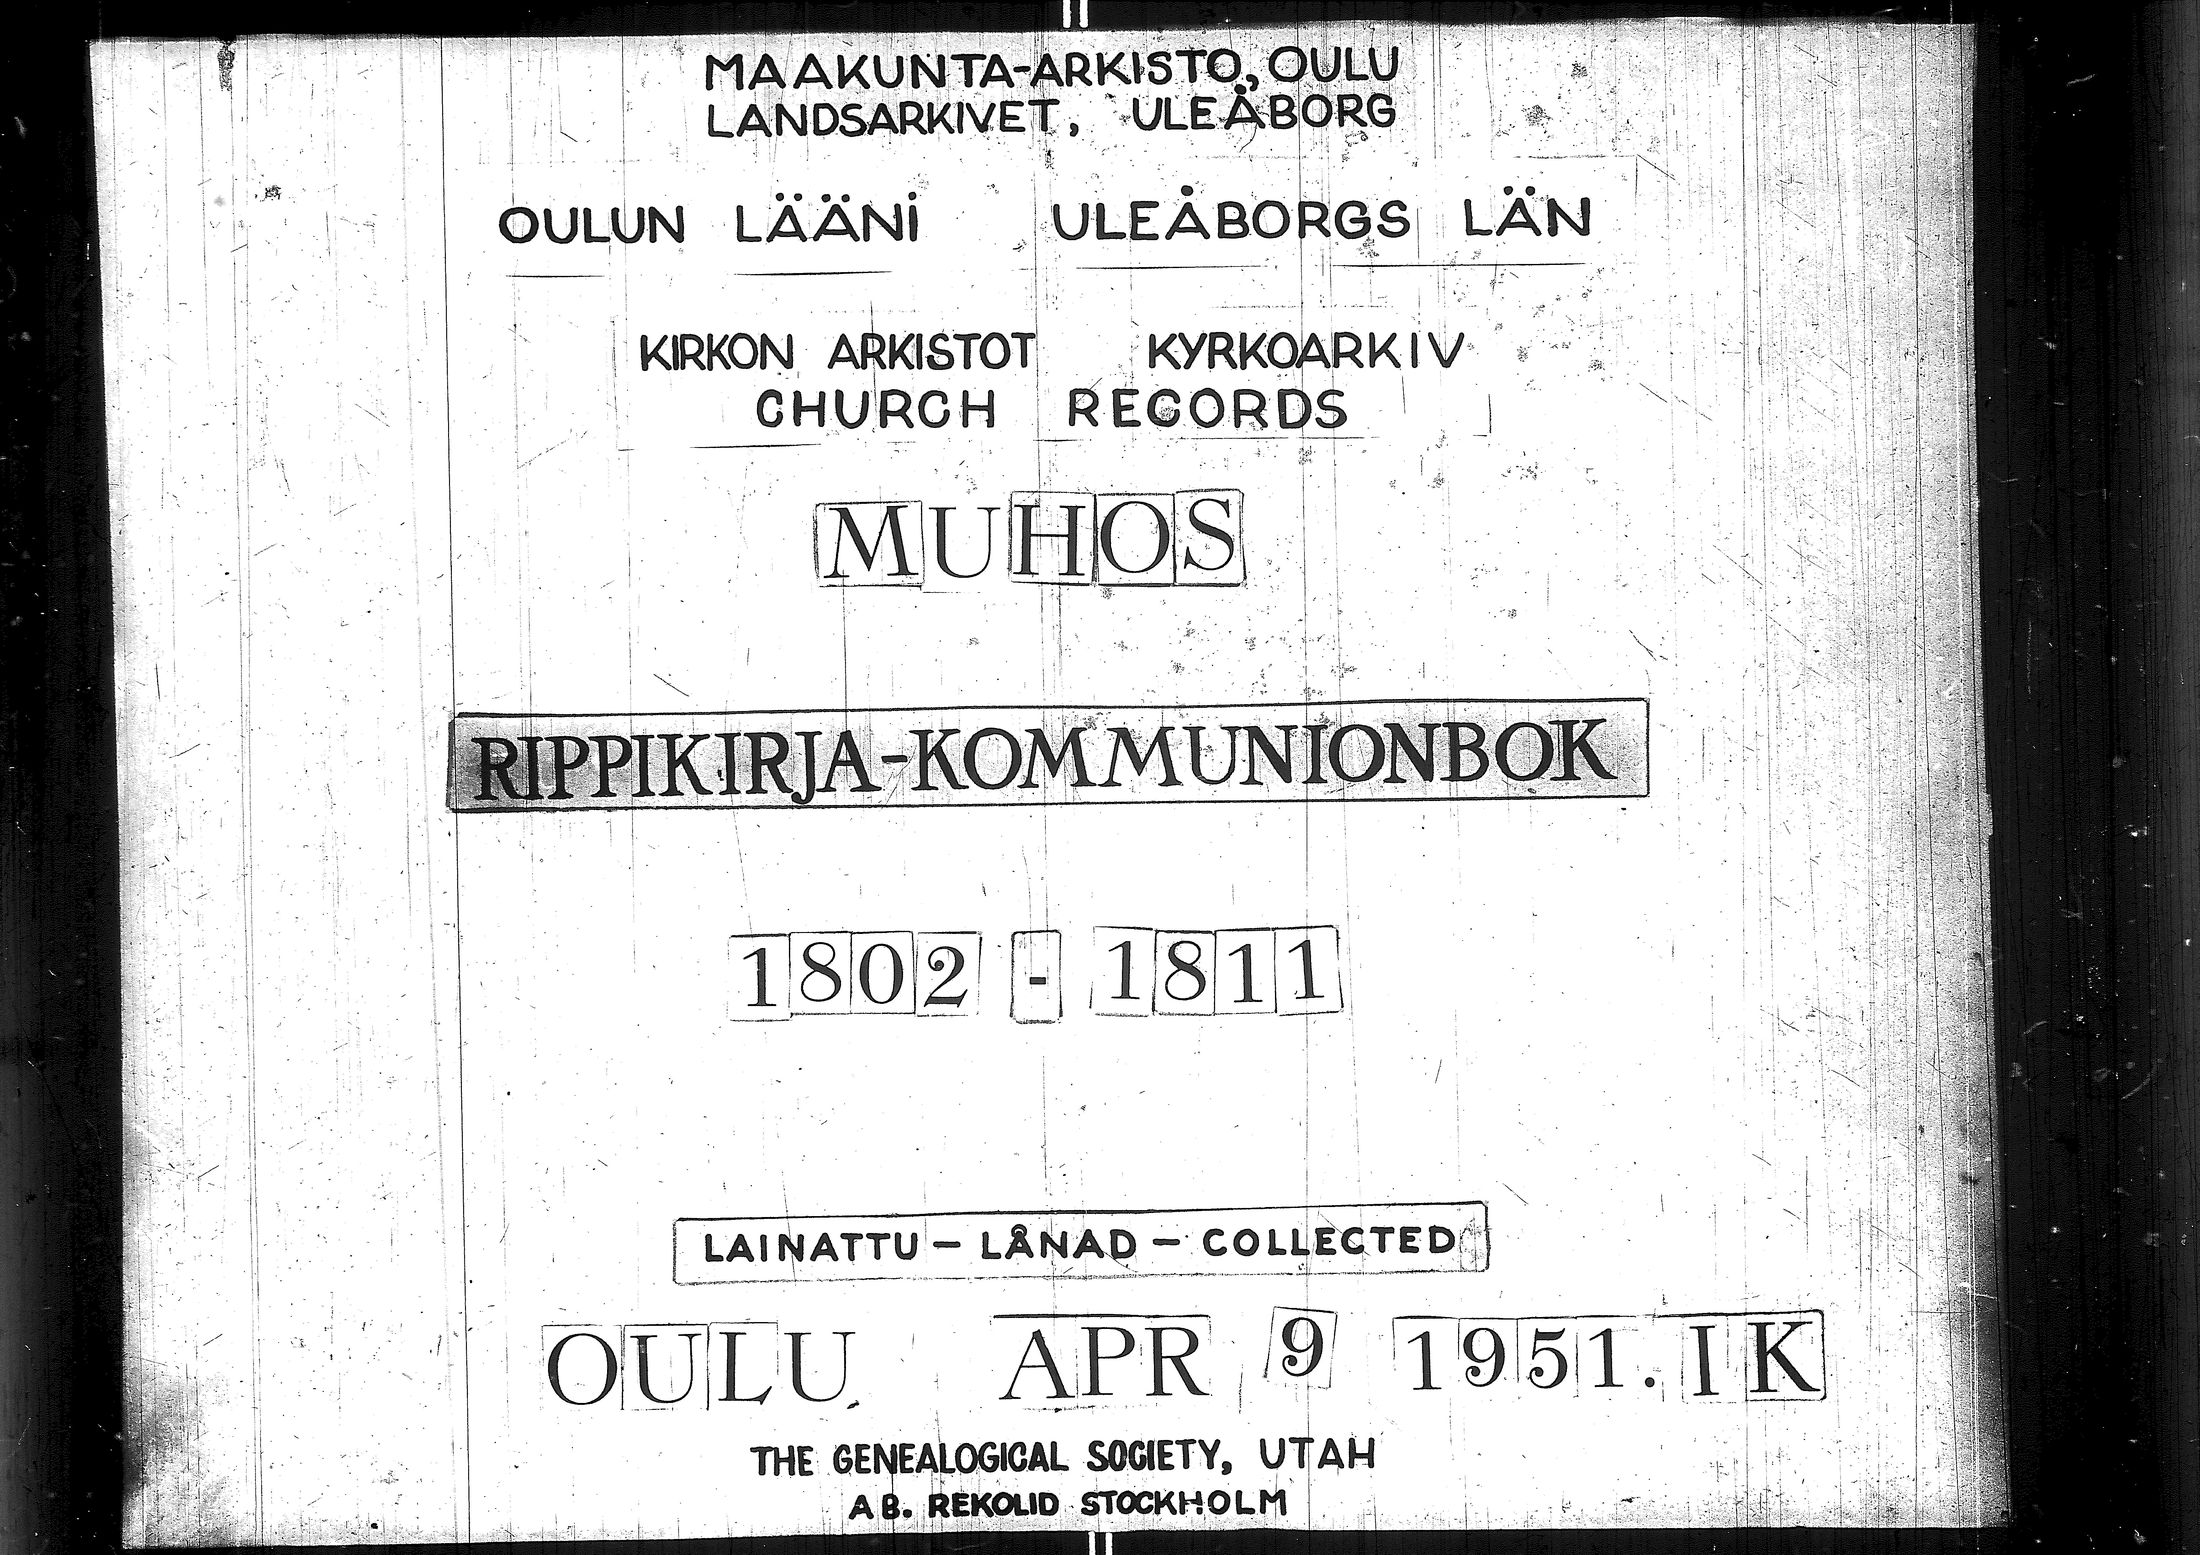 MAAKUNTA-ARKISTO, OULU
LANDSARKIVET, ULEÅBORG
OULUN LÄÄNI ULEÅBORGS LÄN
KIRKON ARKISTOT KYRKOARKIV
CHURCH RECORDS
MUHOS
RIPPIKIRJA-KOMMUNIONBOK
1802 - 1811
LAINATTU - LÅNAD - COLLECTED
OULU APR 9 1951. IK
THE GENEALOGICAL SOCIETY, UTAH
AB. REKOLID STOCKHOLM